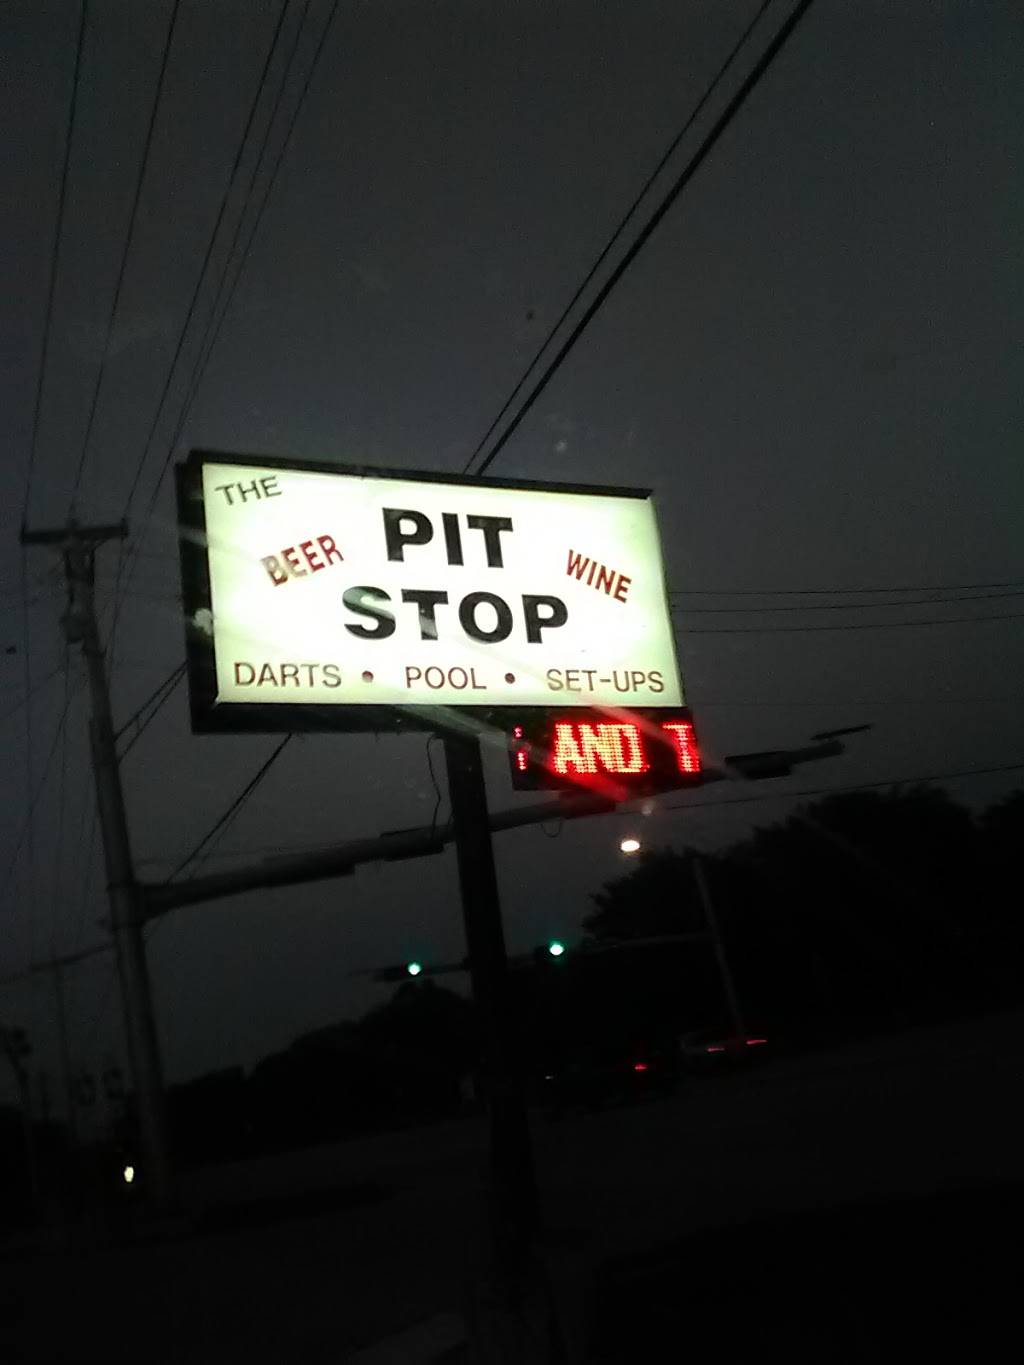 THE
PIT
BEER
WINE
STOP
DARTS • POOL • SET-UPS
AND